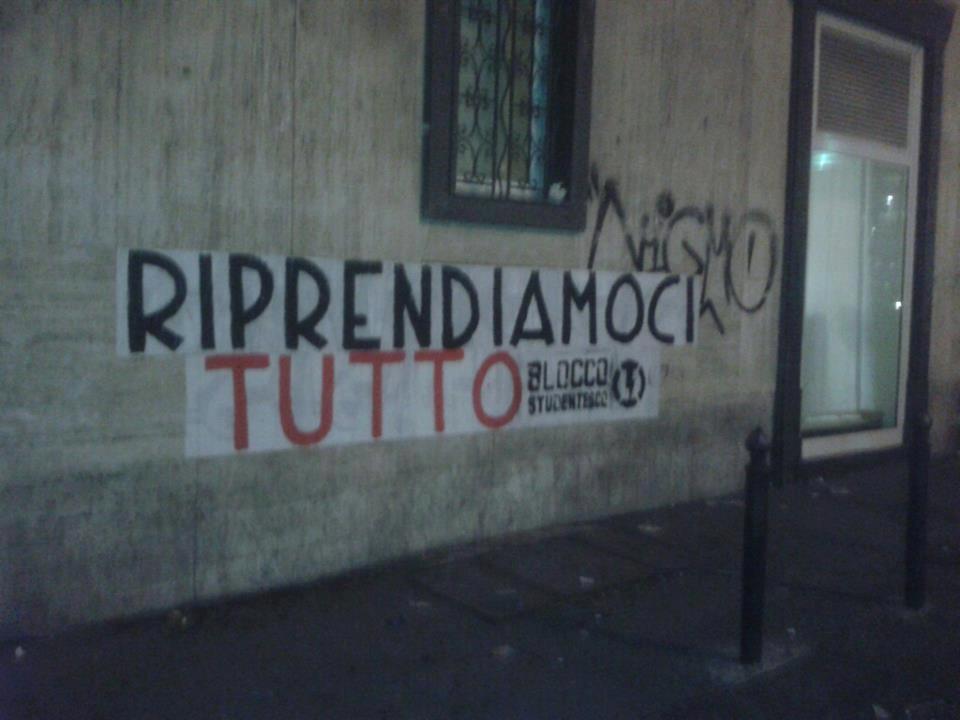 RIPRENDIAMOCI
TUTTO
BLOCCO
STUDENTESCO